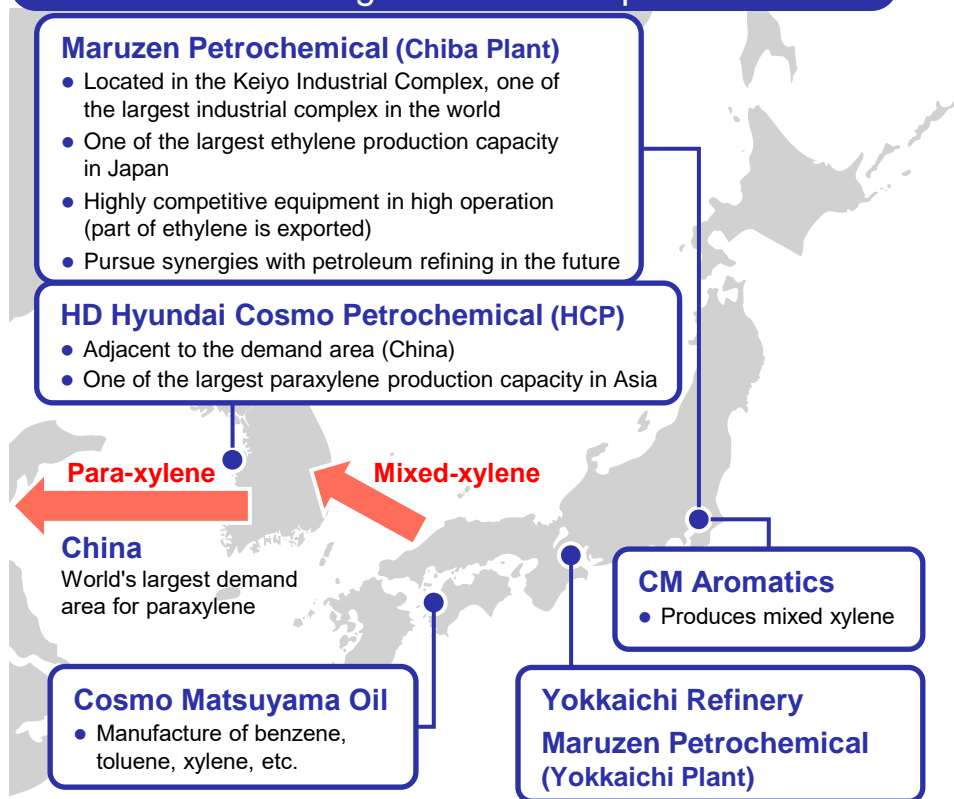 Maruzen Petrochemical (Chiba Plant)
● Located in the Keiyo Industrial Complex, one of
the largest industrial complex in the world
● One of the largest ethylene production capacity
in Japan
● Highly competitive equipment in high operation
(part of ethylene is exported)
● Pursue synergies with petroleum refining in the future
HD Hyundai Cosmo Petrochemical (HCP)
● Adjacent to the demand area (China)
● One of the largest paraxylene production capacity in Asia
Para-xylene
Mixed-xylene
China
World's largest demand
area for paraxylene
CM Aromatics
● Produces mixed xylene
Cosmo Matsuyama Oil
● Manufacture of benzene,
toluene, xylene, etc.
Yokkaichi Refinery
Maruzen Petrochemical
(Yokkaichi Plant)